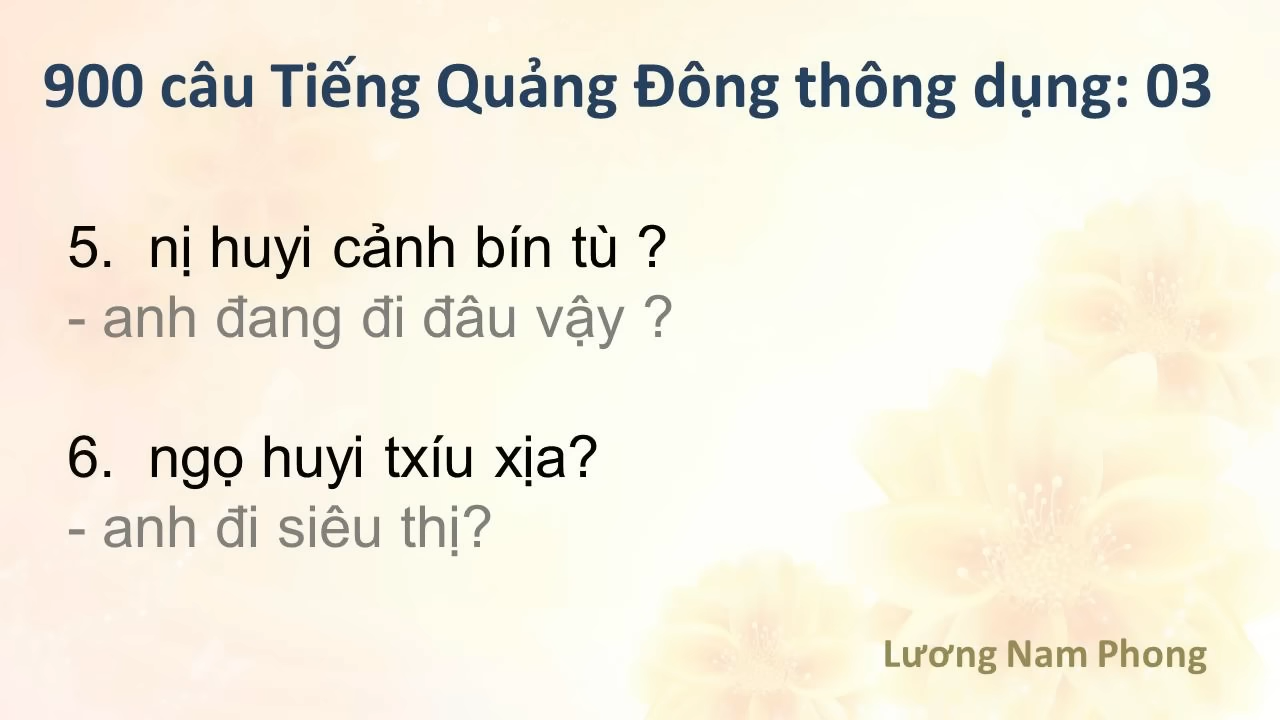 900 câu Tiếng Quảng Đông thông dụng: 03
5. nị huyi cảnh bín tù ?
- anh đang đi đâu vậy ?
6. ngọ huyi txíu xịa?
- anh đi siêu thị?
Lương Nam Phong